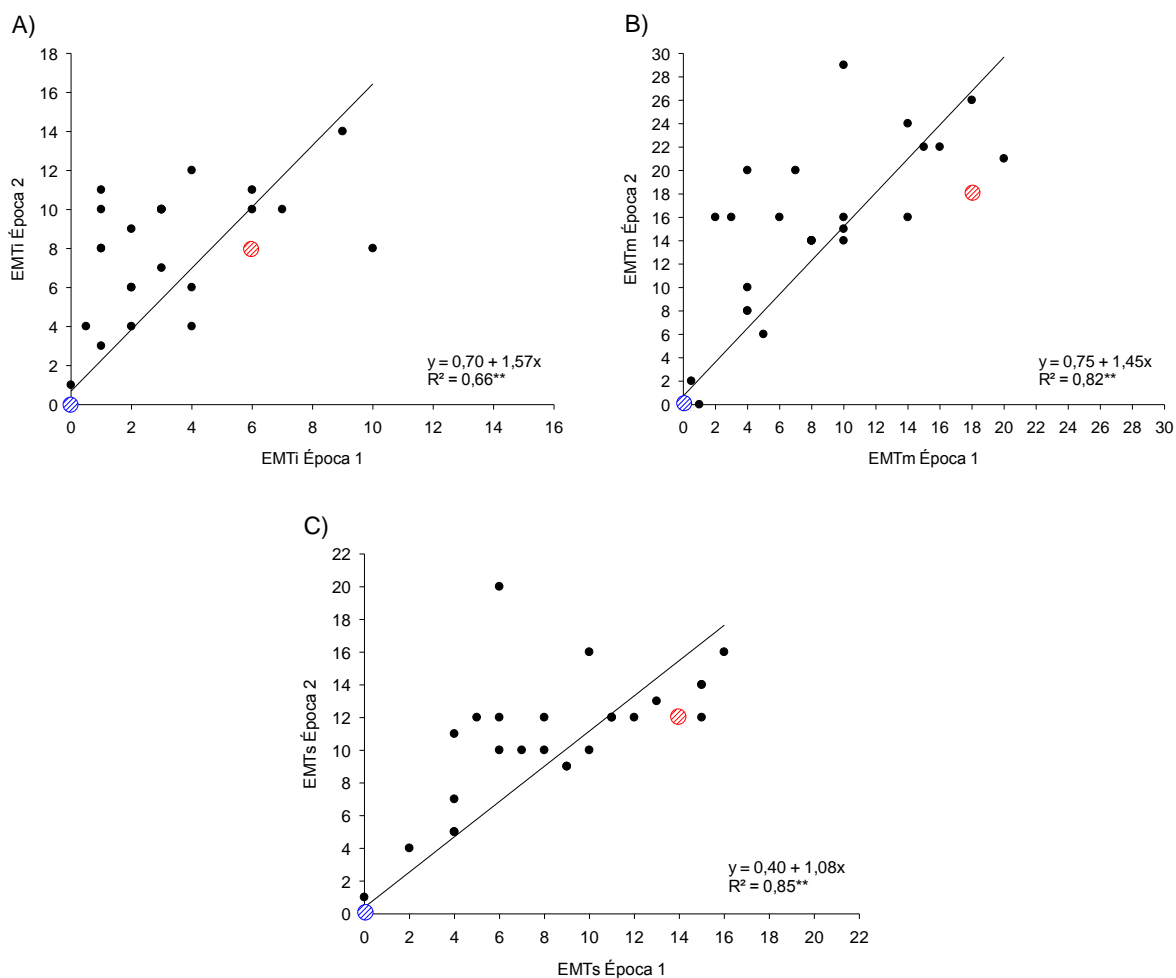 A)
18
16
14
12
10
8
6
4
2
0
EMTi Época 2
y = 0,70 + 1,57x
R² = 0,66**
0 2 4 6 8 10 12 14 16
EMTi Época 1
B)
30
28
26
24
22
20
18
16
14
12
10
8
6
4
2
0
EMTm Época 2
y = 0,75 + 1,45x
R² = 0,82**
0 2 4 6 8 10 12 14 16 18 20 22 24 26 28 30
EMTm Época 1
C)
22
20
18
16
14
12
10
8
6
4
2
0
EMTs Época 2
y = 0,40 + 1,08x
R² = 0,85**
0 2 4 6 8 10 12 14 16 18 20 22
EMTs Época 1